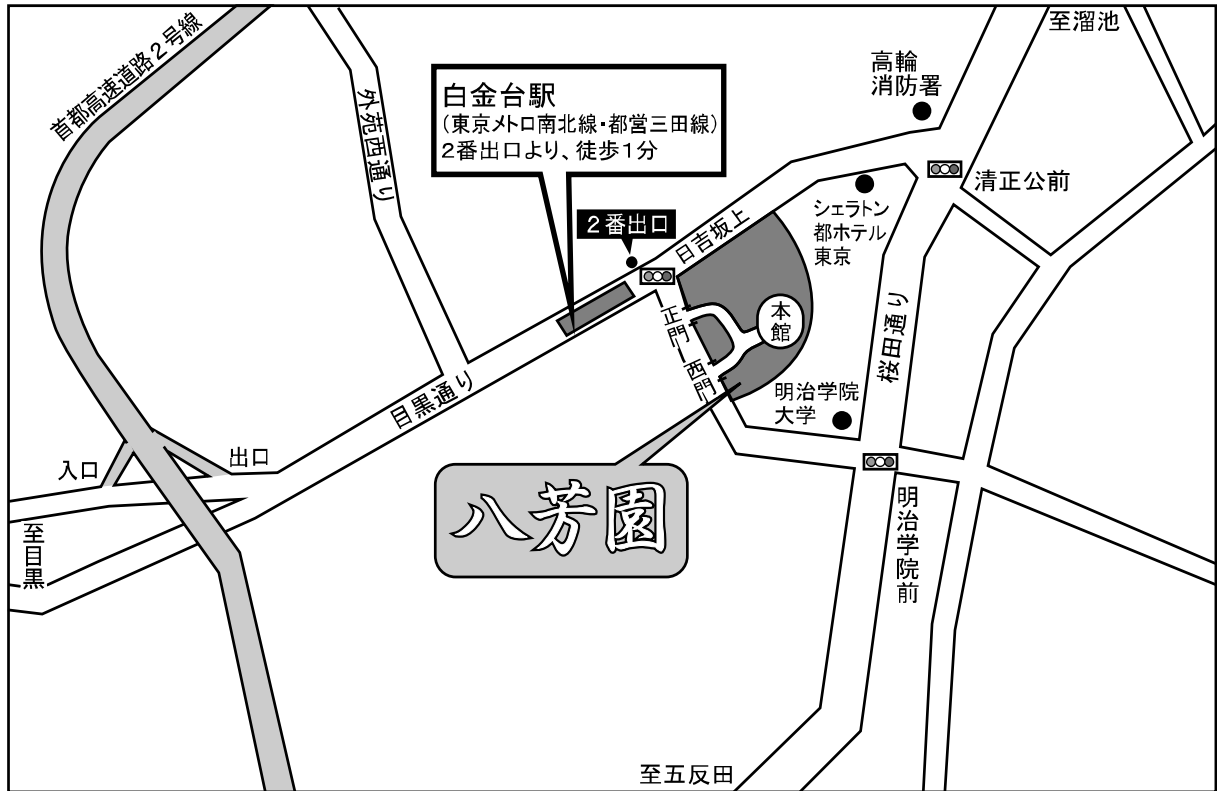 首都高速道路2号線
外苑西通り
白金台駅
(東京メトロ南北線・都営三田線)
2番出口より、徒歩1分
2番出口
日吉坂上
高輪
消防署
至溜池
清正公前
シェラトン
都ホテル
東京
正門
本館
西門
桜田通り
明治学院
大学
目黒通り
入口
出口
至目黒
八芳園
明治学院前
至五反田